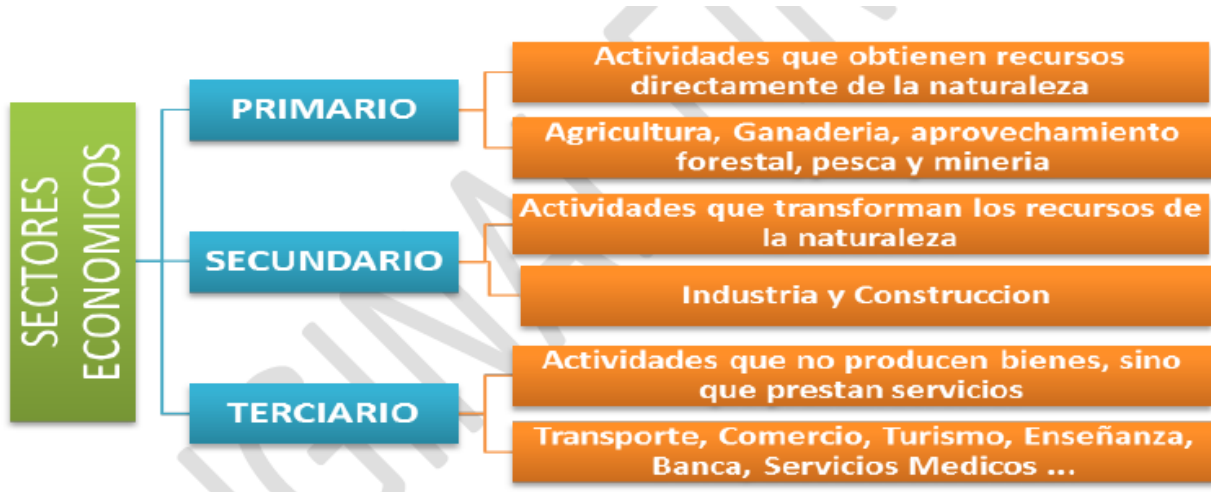 SECTORES
ECONOMICOS
PRIMARIO
Actividades que obtienen recursos
directamente de la naturaleza
Agricultura, Ganaderia, aprovechamiento
forestal, pesca y mineria
SECUNDARIO
Actividades que transforman los recursos de
la naturaleza
Industria y Construccion
TERCIARIO
Actividades que no producen bienes, sino
que prestan servicios
Transporte, Comercio, Turismo, Enseñanza,
Banca, Servicios Medicos ...